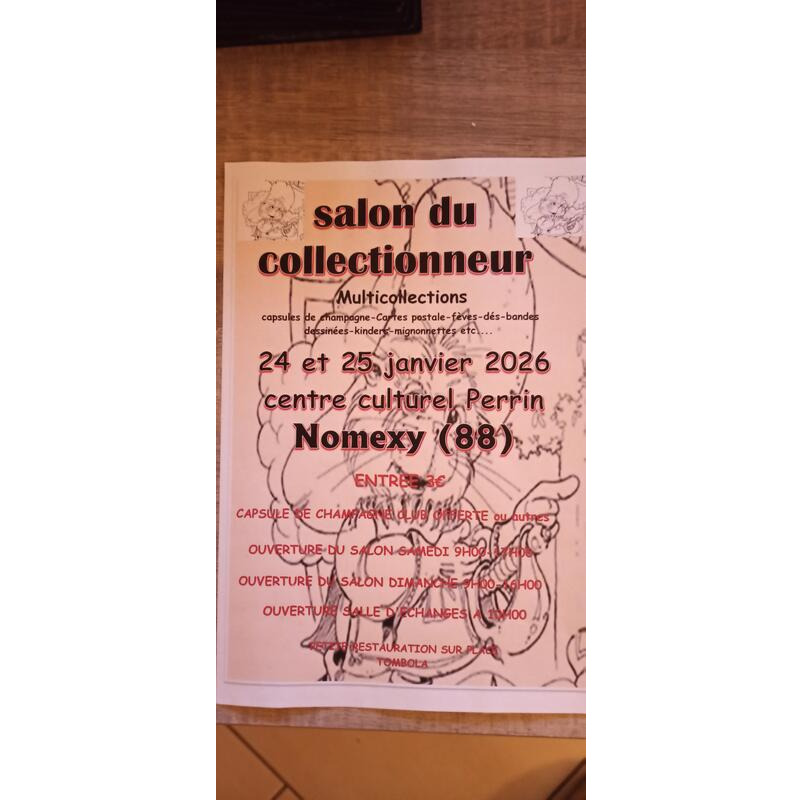 salon du
collectionneur
Multicollections
capsules de champagne-Cartes postale-fèves-dés-bandes
dessinées-kinders-mignonnettes etc....
24 et 25 janvier 2026
centre culturel Perrin
Nomexy (88)
ENTREE 3€
CAPSULE DE CHAMPAGNE CLUB OFFERTE ou autres
OUVERTURE DU SALON SAMEDI 9H00-17H00
OUVERTURE DU SALON DIMANCHE 9H00-16H00
OUVERTURE SALLE D'ECHANGES A 10H00
PETITE RESTAURATION SUR PLACE
TOMBOLA